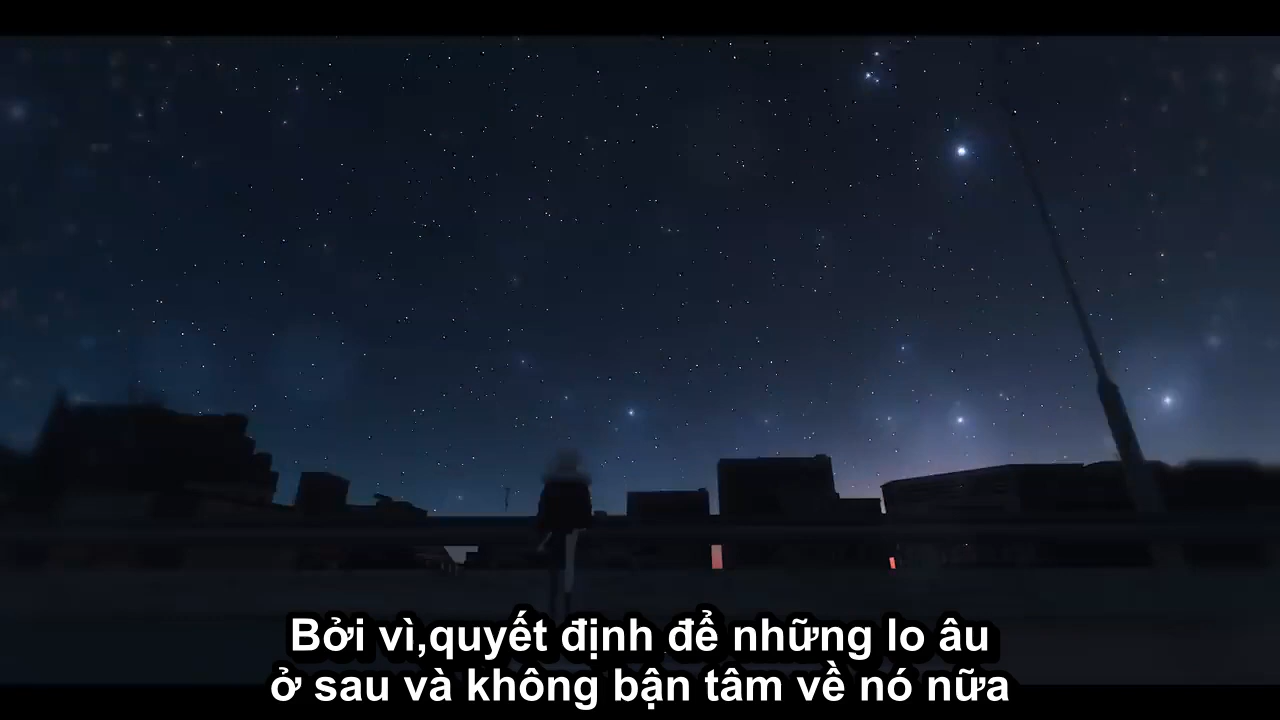 Bởi vì,quyết định để những lo âu
ở sau và không bận tâm về nó nữa